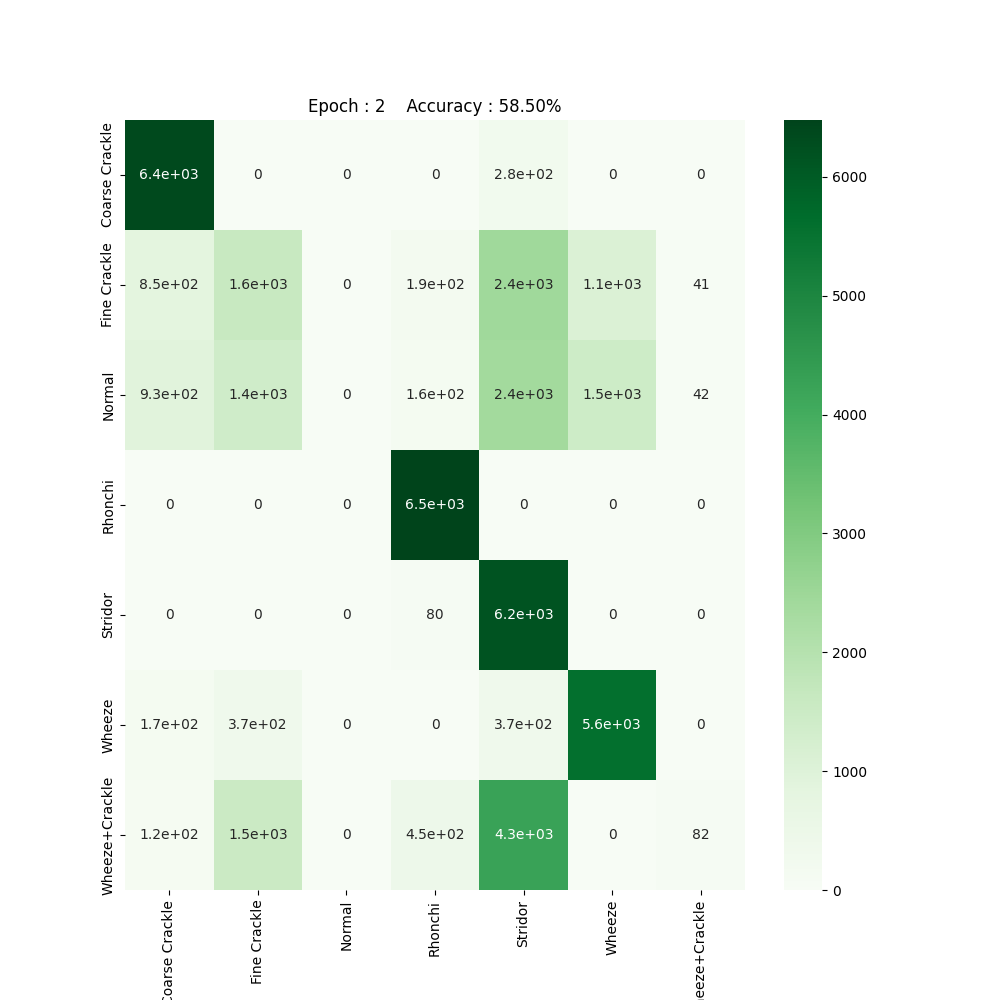 Epoch : 2    Accuracy : 58.50%
Coarse Crackle 6.4e+03 0 0 0 2.8e+02 0 0
Fine Crackle 8.5e+02 1.6e+03 0 1.9e+02 2.4e+03 1.1e+03 41
Normal 9.3e+02 1.4e+03 0 1.6e+02 2.4e+03 1.5e+03 42
Rhonchi 0 0 0 6.5e+03 0 0 0
Stridor 0 0 0 80 6.2e+03 0 0
Wheeze 1.7e+02 3.7e+02 0 0 3.7e+02 5.6e+03 0
Wheeze+Crackle 1.2e+02 1.5e+03 0 4.5e+02 4.3e+03 0 82
Coarse Crackle
Fine Crackle
Normal
Rhonchi
Stridor
Wheeze
eeze+Crackle
6000
5000
4000
3000
2000
1000
0